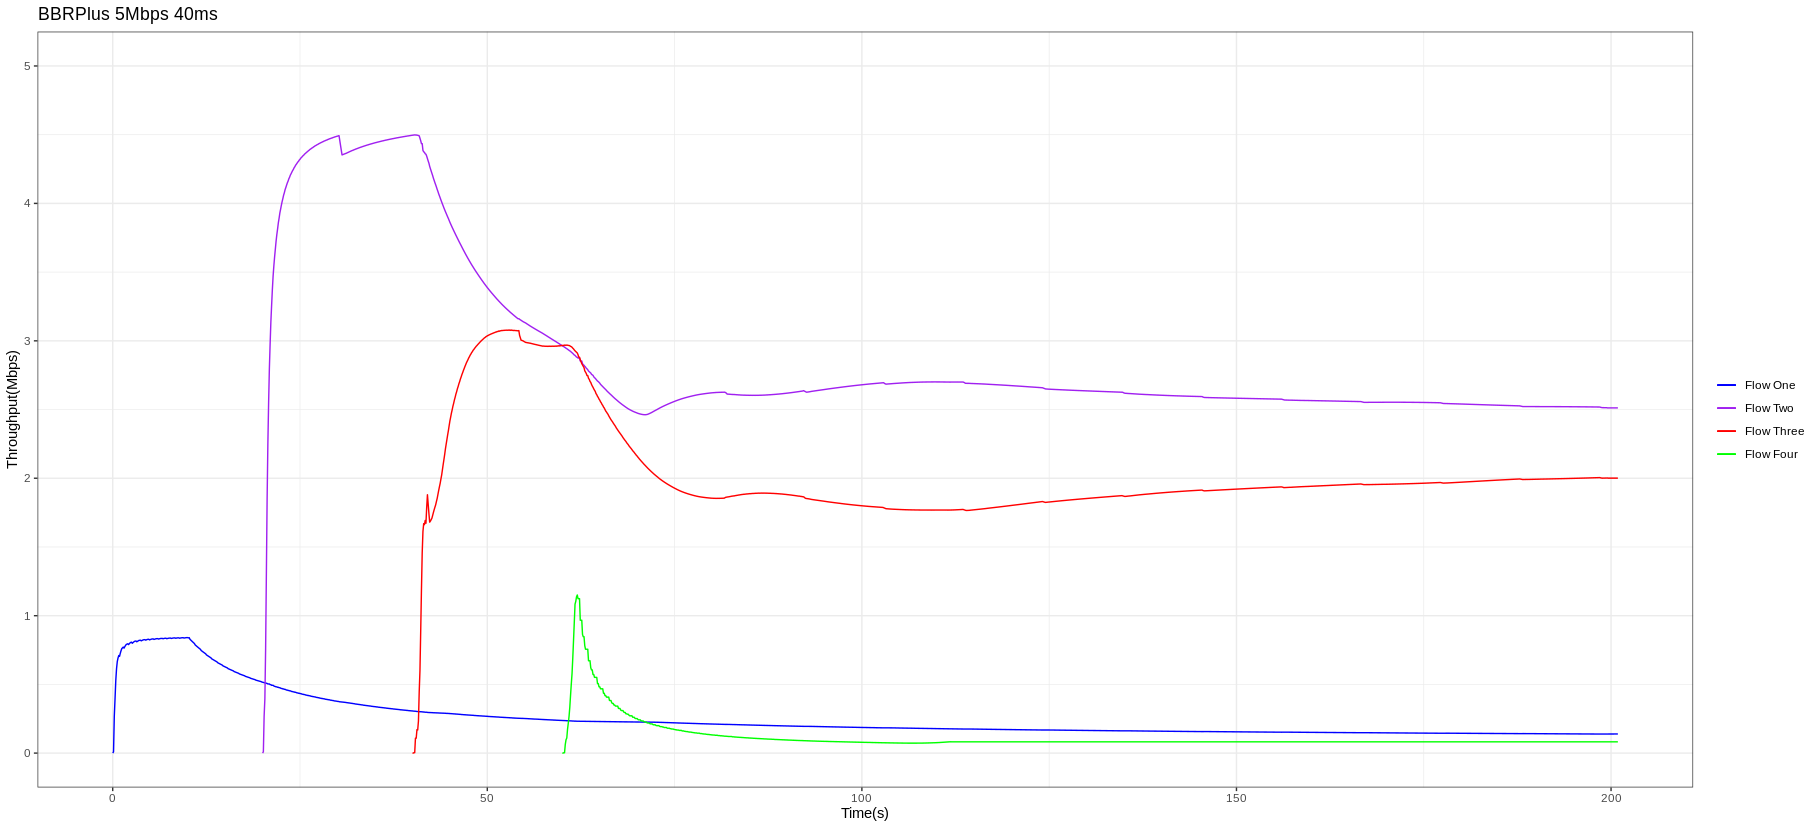 BBRPlus 5Mbps 40ms
Throughput(Mbps)
5
4
3
2
1
0
0 50 100 150 200
Time(s)
Flow One
Flow Two
Flow Three
Flow Four